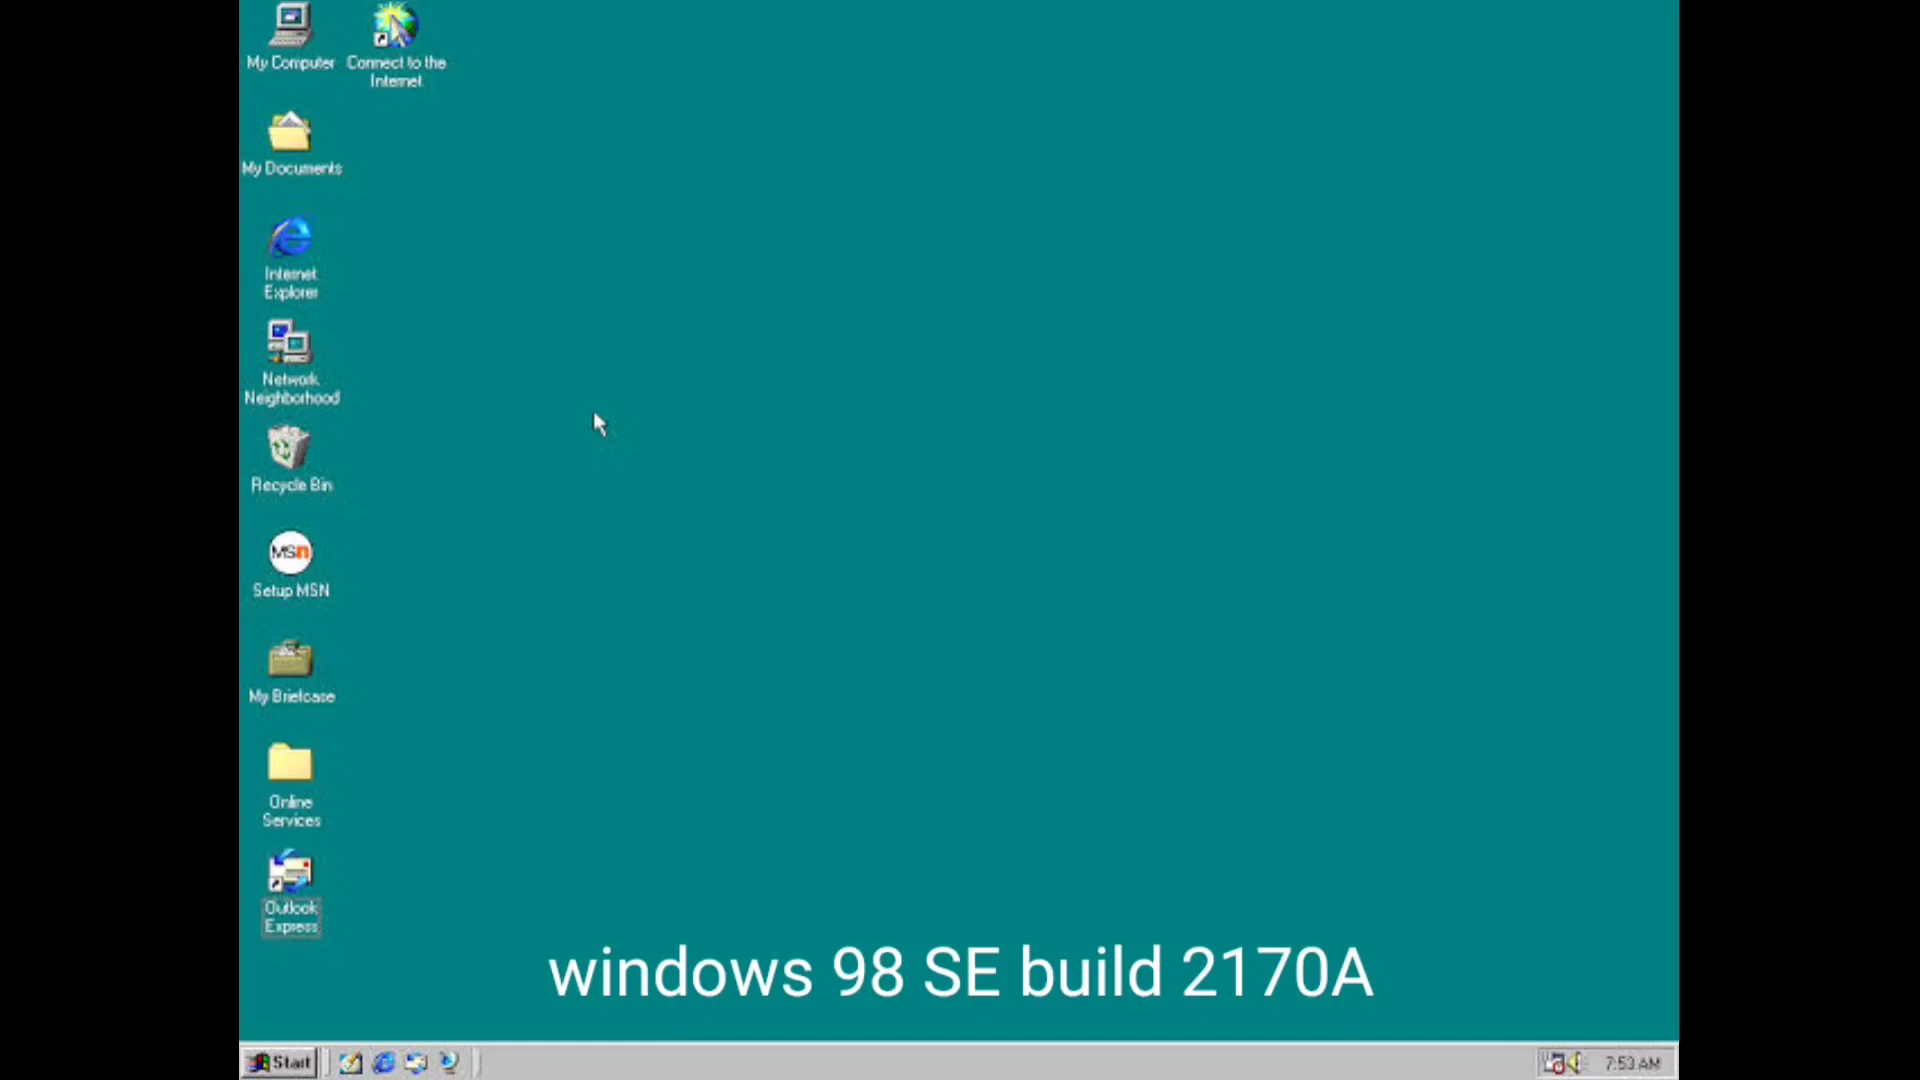 My Computer
Connect to the
Internet
My Documents
Internet
Explorer
Network
Neighborhood
Recycle Bin
MSn
Setup MSN
My Briefcase
Online
Services
Outlook
Express
windows 98 SE build 2170A
Start
7:53 AM